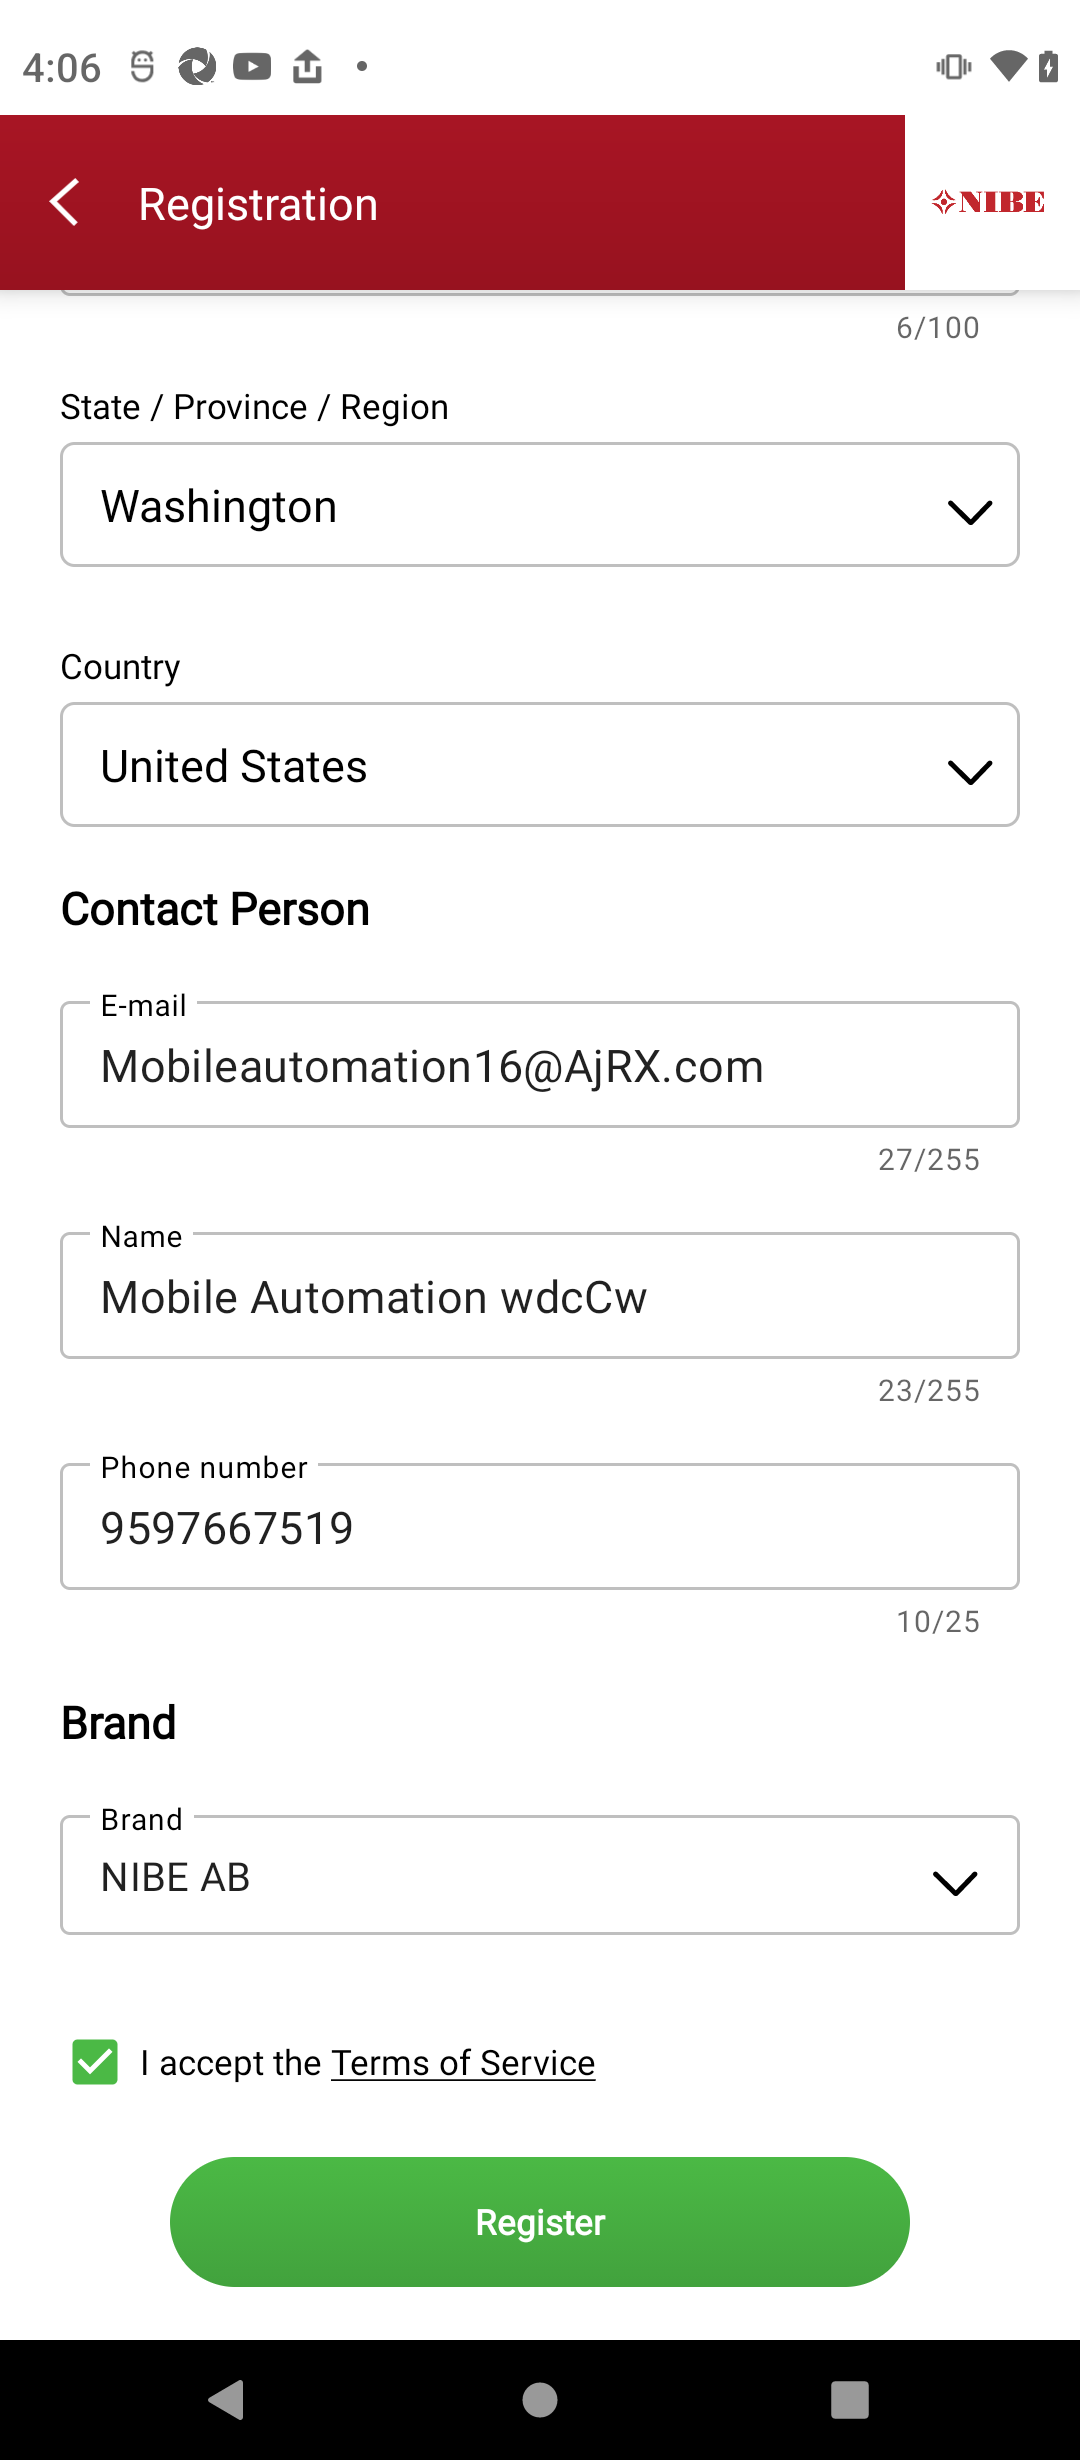 4:06
Registration
NIBE
6/100
State / Province / Region
Washington
Country
United States
Contact Person
E-mail
Mobileautomation16@AjRX.com
27/255
Name
Mobile Automation wdcCw
23/255
Phone number
9597667519
10/25
Brand
Brand
NIBE AB
I accept the Terms of Service
Register